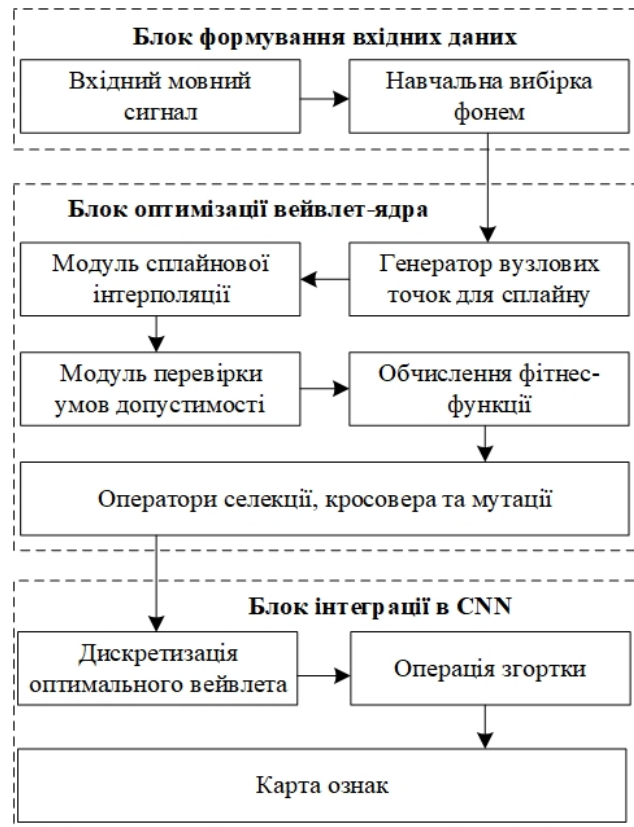 Блок формування вхідних даних
Вхідний мовний
сигнал
Навчальна вибірка
фонем
Блок оптимізації вейвлет-ядра
Модуль сплайнової
інтерполяції
Генератор вузлових
точок для сплайну
Модуль перевірки
умов допустимості
Обчислення фітнес-
функції
Оператори селекції, кросовера та мутації
Блок інтеграції в CNN
Дискретизація
оптимального вейвлета
Операція згортки
Карта ознак